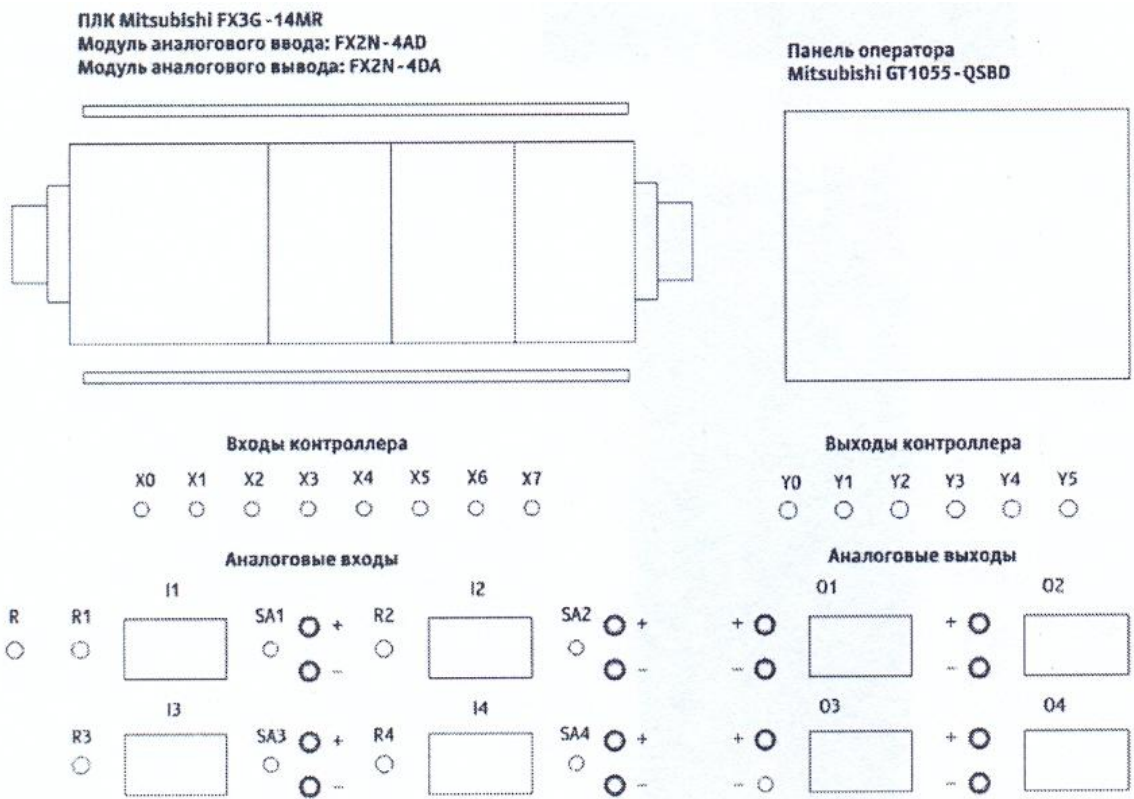 ПЛК Mitsubishi FX3G-14MR
Модуль аналогового ввода: FX2N-4AD
Модуль аналогового вывода: FX2N-4DA
Панель оператора
Mitsubishi GT1055-QSBD
Входы контроллера
X0 X1 X2 X3 X4 X5 X6 X7
Выходы контроллера
Y0 Y1 Y2 Y3 Y4 Y5
Аналоговые входы
I1 I2
R R1 SA1 + R2 SA2 +
– –
I3 I4
R3 SA3 + R4 SA4 +
– –
Аналоговые выходы
O1 O2
+ +
– –
O3 O4
+ +
– –